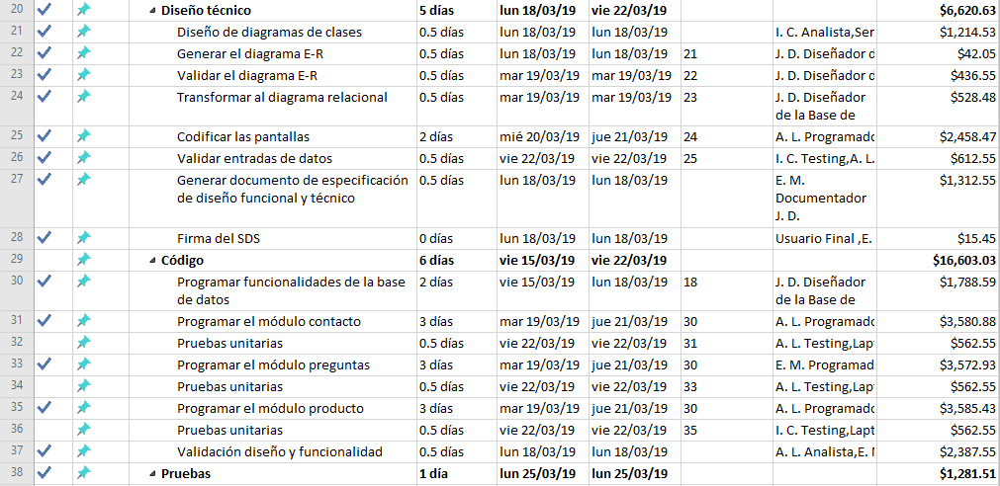 20 Diseño técnico 5 días lun 18/03/19 vie 22/03/19 $6,620.63
21 Diseño de diagramas de clases 0.5 días lun 18/03/19 lun 18/03/19 I. C. Analista,Ser $1,214.53
22 Generar el diagrama E-R 0.5 días lun 18/03/19 lun 18/03/19 21 J. D. Diseñador d $42.05
23 Validar el diagrama E-R 0.5 días mar 19/03/19 mar 19/03/19 22 J. D. Diseñador d $436.55
24 Transformar al diagrama relacional 0.5 días mar 19/03/19 mar 19/03/19 23 J. D. Diseñador $528.48
de la Base de
25 Codificar las pantallas 2 días mié 20/03/19 jue 21/03/19 24 A. L. Programado $2,458.47
26 Validar entradas de datos 0.5 días vie 22/03/19 vie 22/03/19 25 I. C. Testing,A. L. $612.55
27 Generar documento de especificación 0.5 días lun 18/03/19 lun 18/03/19 E. M. $1,312.55
de diseño funcional y técnico Documentador
J. D.
28 Firma del SDS 0 días lun 18/03/19 lun 18/03/19 Usuario Final ,E. $15.45
29 Código 6 días vie 15/03/19 vie 22/03/19 $16,603.03
30 Programar funcionalidades de la base 2 días vie 15/03/19 lun 18/03/19 18 J. D. Diseñador $1,788.59
de datos de la Base de
31 Programar el módulo contacto 3 días mar 19/03/19 jue 21/03/19 30 A. L. Programado $3,580.88
32 Pruebas unitarias 0.5 días vie 22/03/19 vie 22/03/19 31 A. L. Testing,Lap $562.55
33 Programar el módulo preguntas 3 días mar 19/03/19 jue 21/03/19 30 E. M. Programad $3,572.93
34 Pruebas unitarias 0.5 días vie 22/03/19 vie 22/03/19 33 A. L. Testing,Lap $562.55
35 Programar el módulo producto 3 días mar 19/03/19 jue 21/03/19 30 A. L. Programado $3,585.43
36 Pruebas unitarias 0.5 días vie 22/03/19 vie 22/03/19 35 I. C. Testing,Lapt $562.55
37 Validación diseño y funcionalidad 0.5 días lun 18/03/19 lun 18/03/19 A. L. Analista,E. $2,387.55
38 Pruebas 1 día lun 25/03/19 lun 25/03/19 $1,281.51